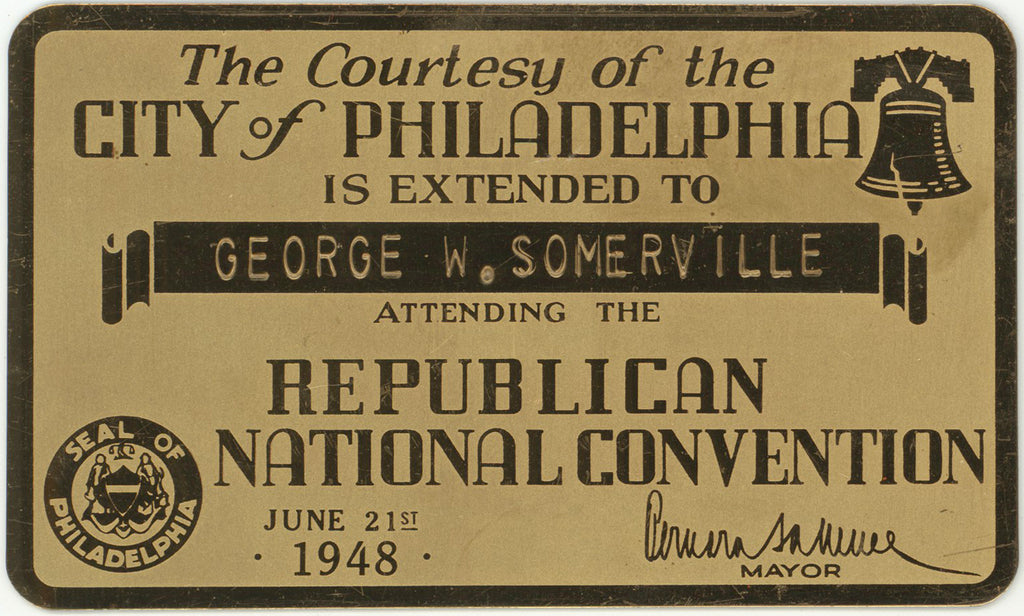 The Courtesy of the
CITY of PHILADELPHIA
IS EXTENDED TO
GEORGE W. SOMERVILLE
ATTENDING THE
REPUBLICAN
NATIONAL CONVENTION
SEAL OF
PHILADELPHIA
JUNE 21ST
· 1948 ·
MAYOR